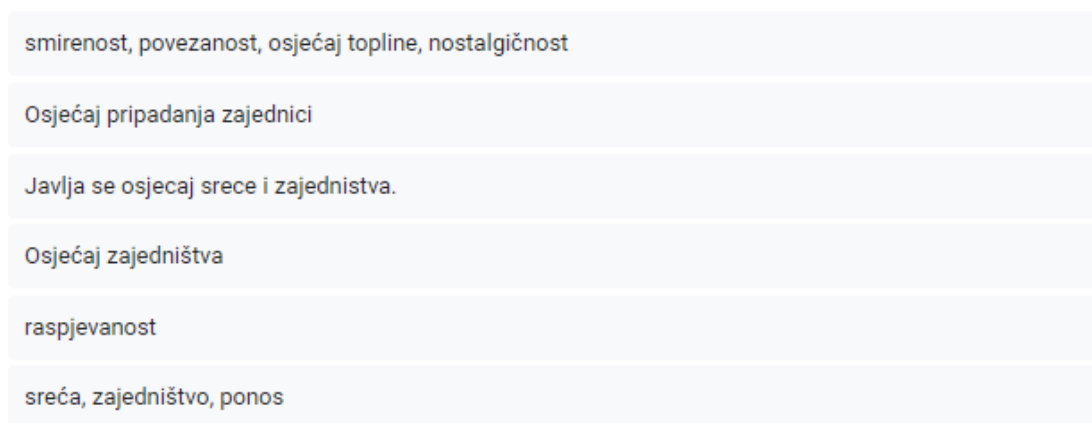 smirenost, povezanost, osjećaj topline, nostalgičnost
Osjećaj pripadanja zajednici
Javlja se osjecaj srece i zajednistva.
Osjećaj zajedništva
raspjevanost
sreća, zajedništvo, ponos